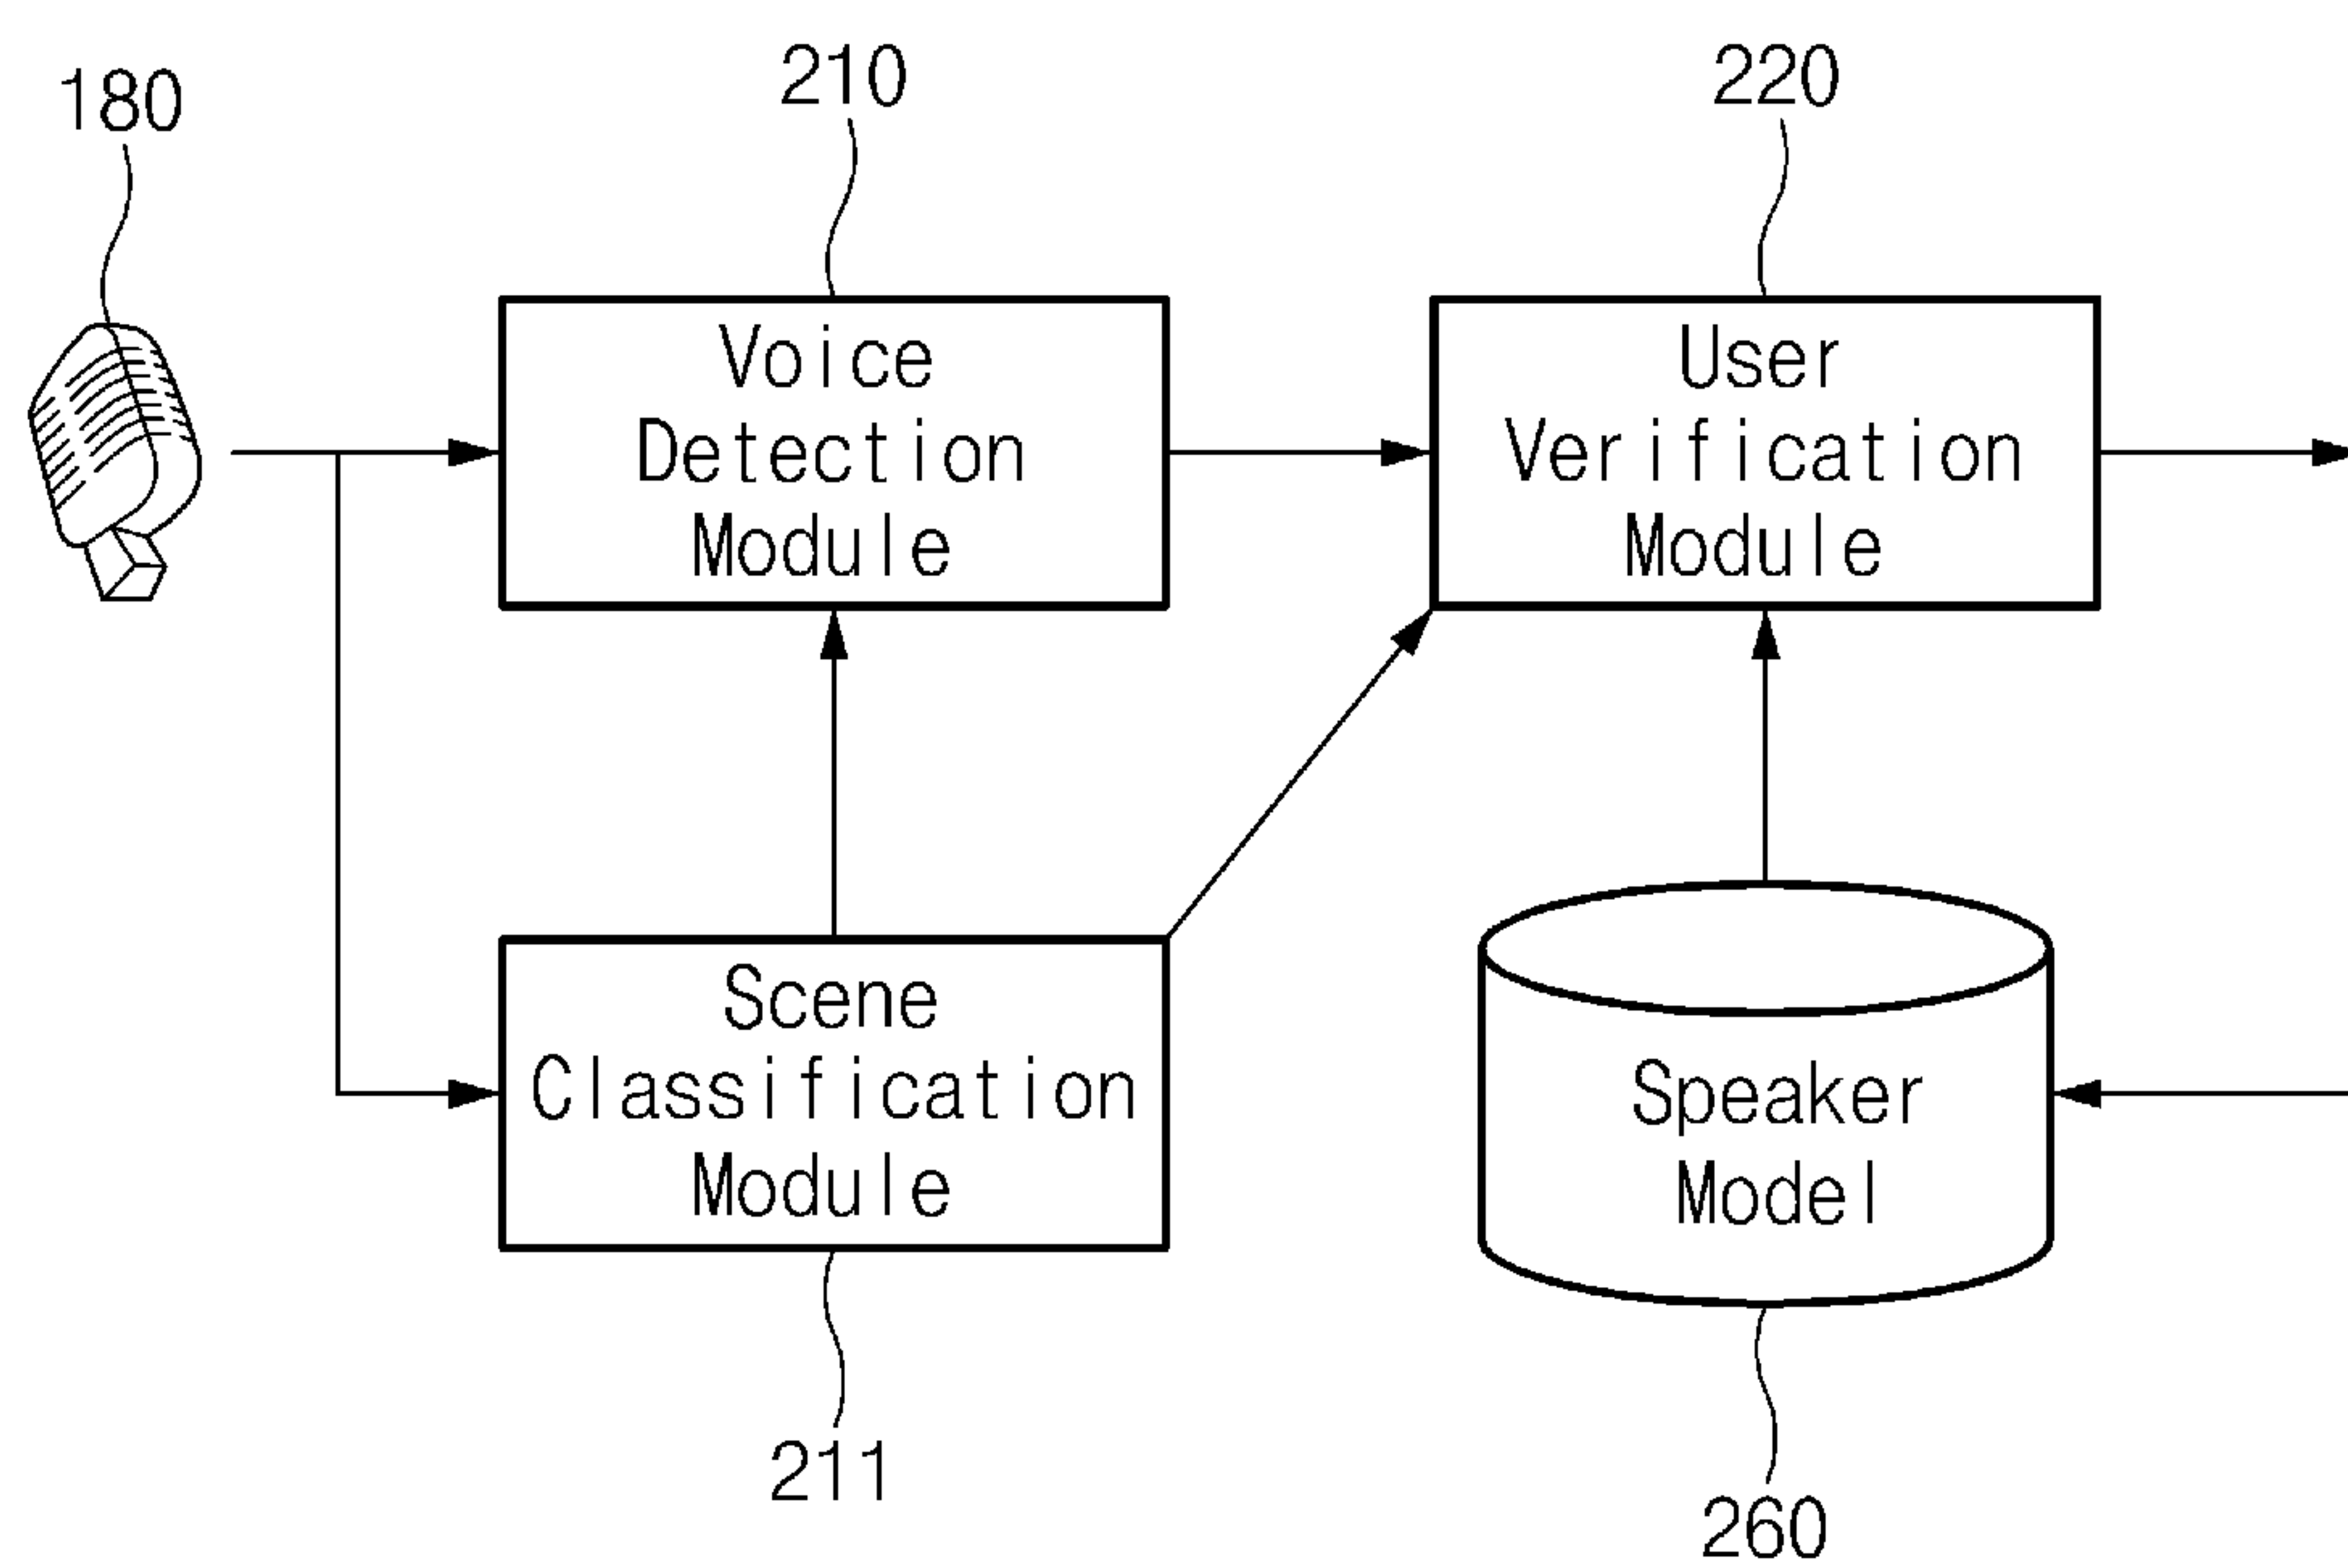 180
210
220
Voice
Detection
Module
User
Verification
Module
Scene
Classification
Module
Speaker
Model
211
260